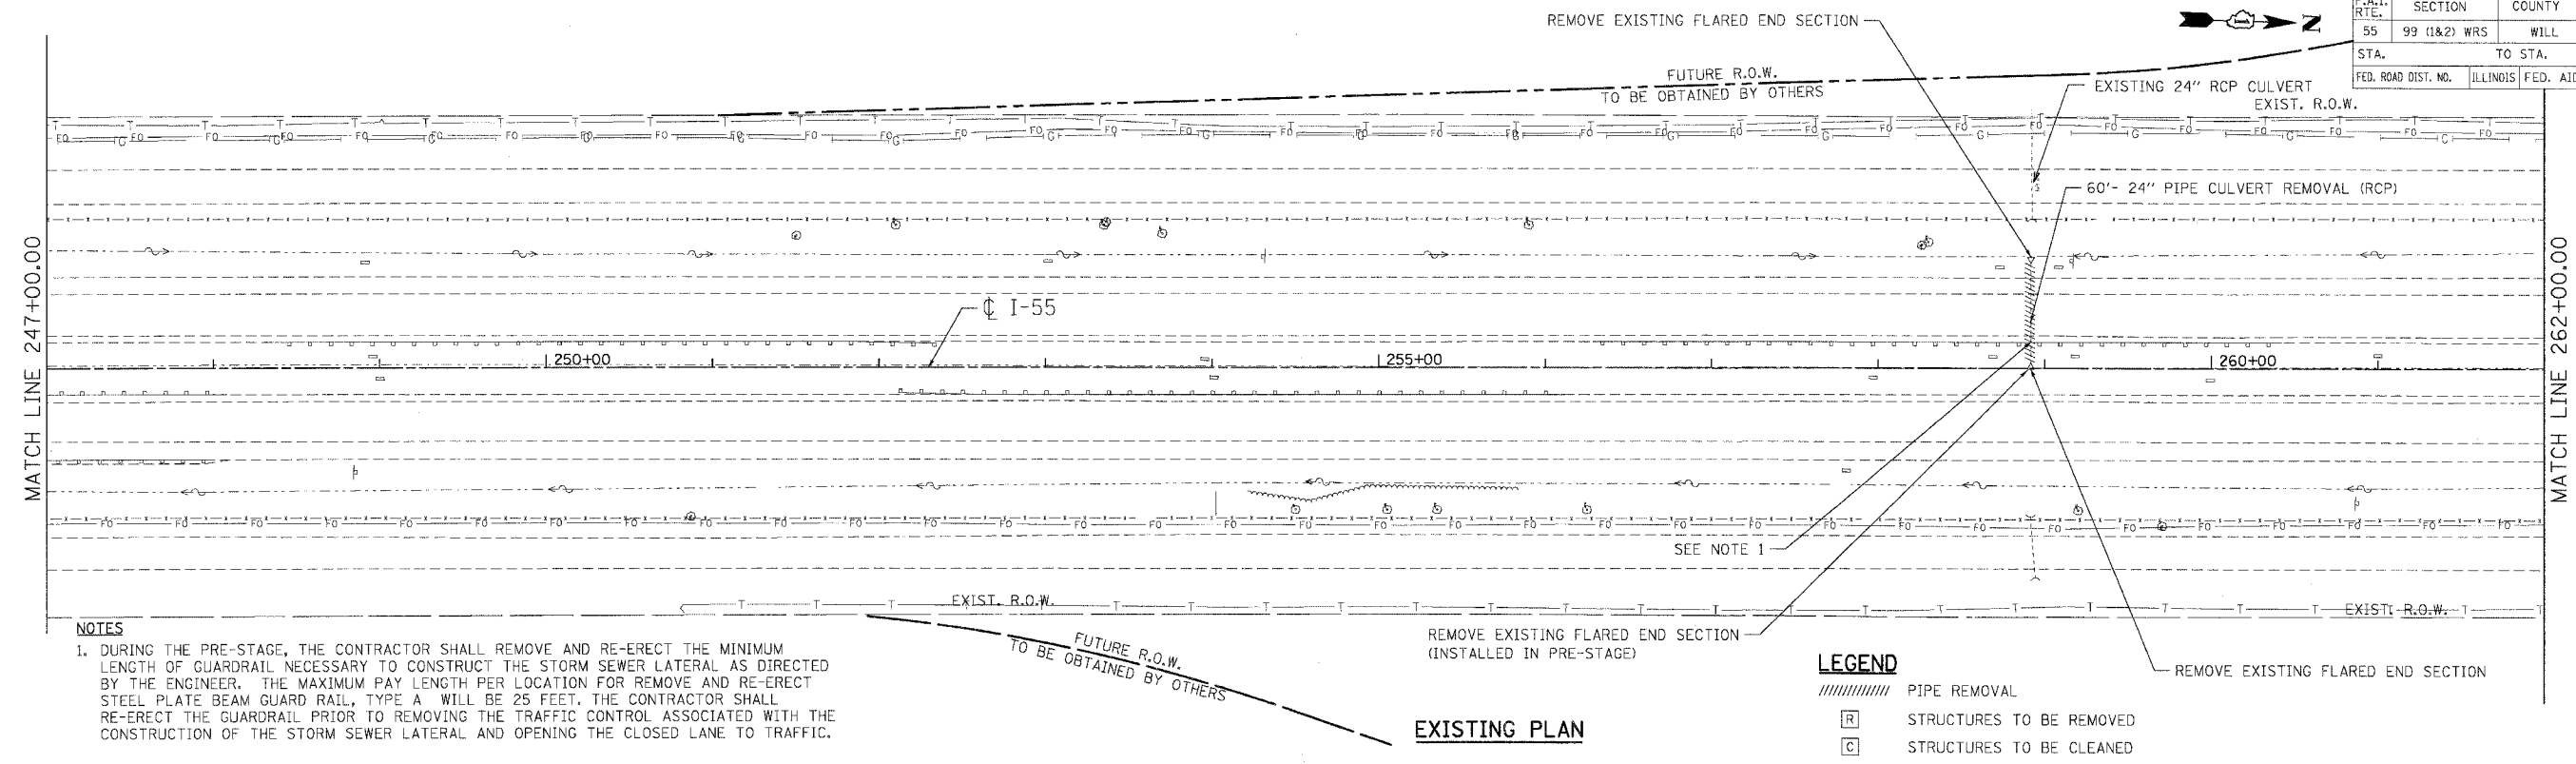 REMOVE EXISTING FLARED END SECTION
N
F.A.I. RTE. SECTION COUNTY
55 99 (1&2) WRS WILL
STA. TO STA.
FED. ROAD DIST. NO. ILLINOIS FED. AID
FUTURE R.O.W.
TO BE OBTAINED BY OTHERS
EXISTING 24" RCP CULVERT
EXIST. R.O.W.
60'- 24" PIPE CULVERT REMOVAL (RCP)
MATCH LINE 247+00.00
MATCH LINE 262+00.00
℄ I-55
250+00
255+00
260+00
SEE NOTE 1
EXIST. R.O.W.
EXIST. R.O.W.
FUTURE R.O.W.
TO BE OBTAINED BY OTHERS
REMOVE EXISTING FLARED END SECTION
(INSTALLED IN PRE-STAGE)
REMOVE EXISTING FLARED END SECTION
NOTES
1. DURING THE PRE-STAGE, THE CONTRACTOR SHALL REMOVE AND RE-ERECT THE MINIMUM
LENGTH OF GUARDRAIL NECESSARY TO CONSTRUCT THE STORM SEWER LATERAL AS DIRECTED
BY THE ENGINEER. THE MAXIMUM PAY LENGTH PER LOCATION FOR REMOVE AND RE-ERECT
STEEL PLATE BEAM GUARD RAIL, TYPE A WILL BE 25 FEET. THE CONTRACTOR SHALL
RE-ERECT THE GUARDRAIL PRIOR TO REMOVING THE TRAFFIC CONTROL ASSOCIATED WITH THE
CONSTRUCTION OF THE STORM SEWER LATERAL AND OPENING THE CLOSED LANE TO TRAFFIC.
EXISTING PLAN
LEGEND
PIPE REMOVAL
R STRUCTURES TO BE REMOVED
C STRUCTURES TO BE CLEANED